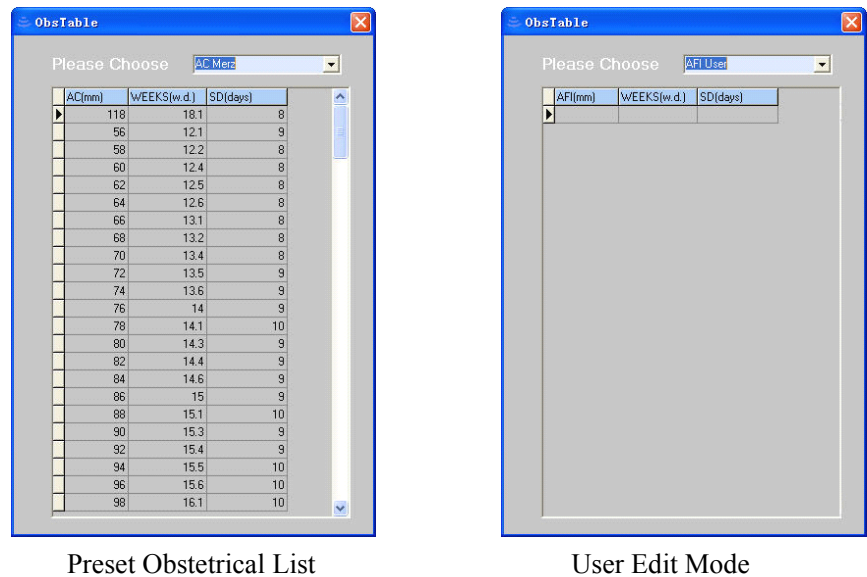 ObsTable
Please Choose AC Merz
AC(mm) WEEKS(w.d.) SD(days)
118 18.1 8
56 12.1 9
58 12.2 8
60 12.4 8
62 12.5 8
64 12.6 8
66 13.1 8
68 13.2 8
70 13.4 8
72 13.5 9
74 13.6 9
76 14 9
78 14.1 10
80 14.3 9
82 14.4 9
84 14.6 9
86 15 9
88 15.1 10
90 15.3 9
92 15.4 9
94 15.5 10
96 15.6 10
98 16.1 10
Preset Obstetrical List
ObsTable
Please Choose AFI User
AFI(mm) WEEKS(w.d.) SD(days)
User Edit Mode